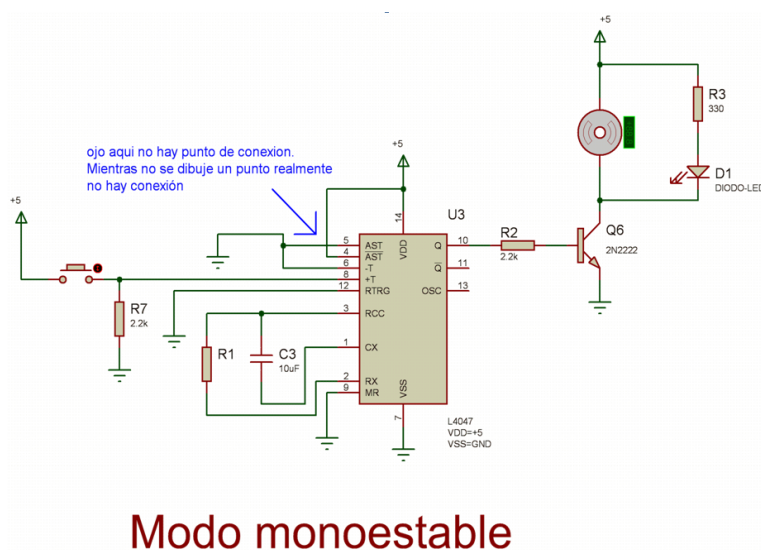 +5
R3
330
ojo aqui no hay punto de conexion.
Mientras no se dibuje un punto realmente
no hay conexión
+5
D1
DIODO-LED
+5
14
U3
R2
2.2k
Q6
2N2222
5
AST
4
AST
6
-T
8
+T
12
RTRG
3
RCC
1
CX
2
RX
9
MR
VDD
VSS
7
Q
10
Q
11
OSC
13
R7
2.2k
R1
C3
10uF
L4047
VDD=+5
VSS=GND
Modo monoestable